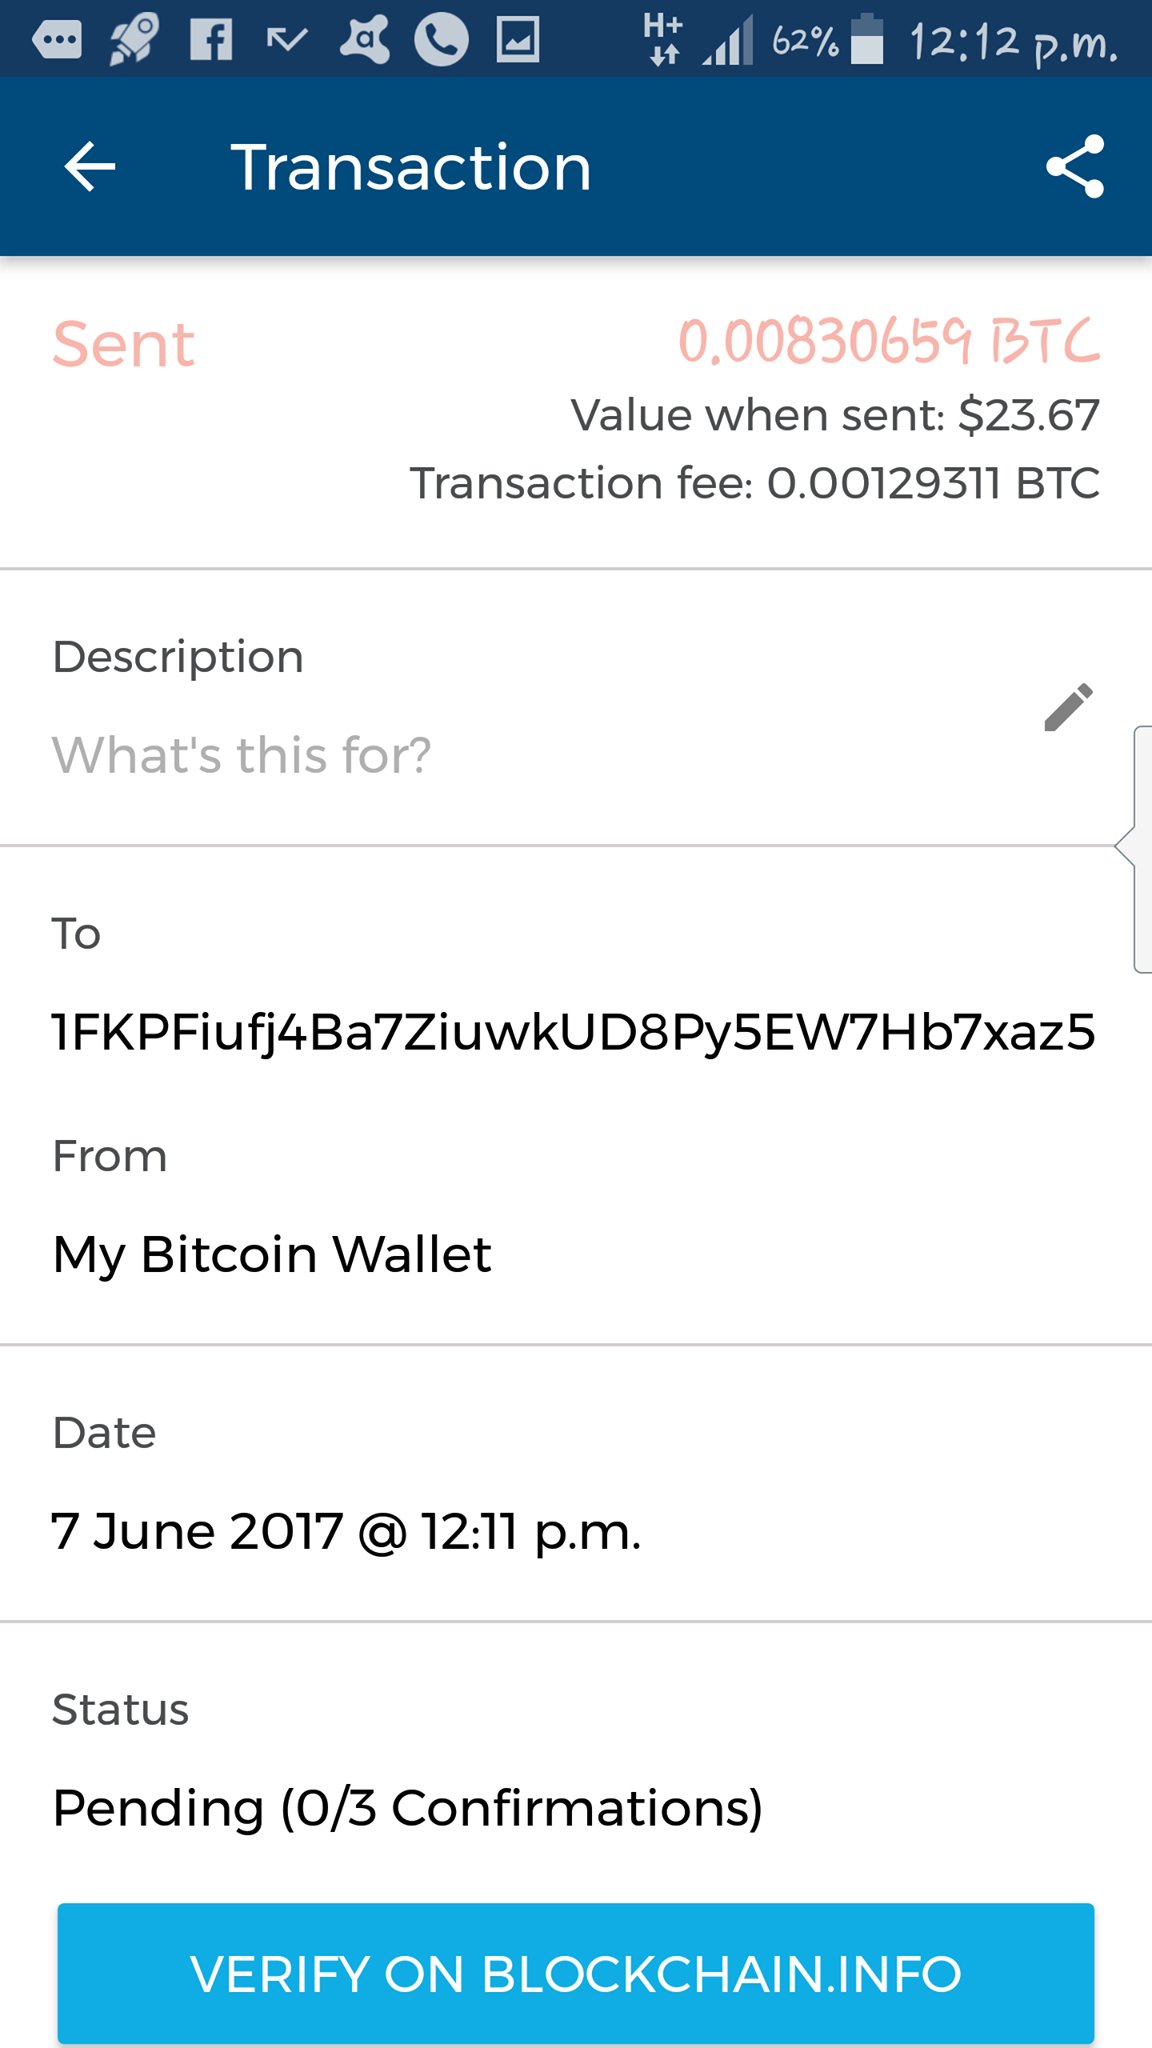 H+ 62% 12:12 p.m.
Transaction
Sent 0.00830659 BTC
Value when sent: $23.67
Transaction fee: 0.00129311 BTC
Description
What's this for?
To
1FKPFiufj4Ba7ZiuwkUD8Py5EW7Hb7xaz5
From
My Bitcoin Wallet
Date
7 June 2017 @ 12:11 p.m.
Status
Pending (0/3 Confirmations)
VERIFY ON BLOCKCHAIN.INFO